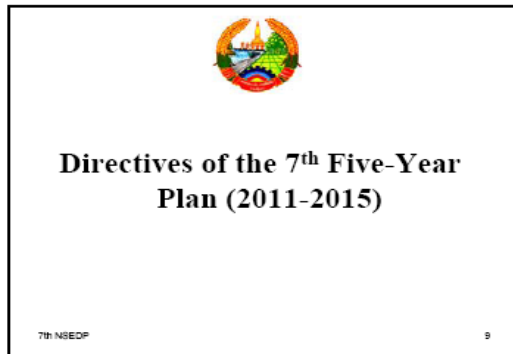 Directives of the 7th Five-Year
Plan (2011-2015)
7th NSEDP
9